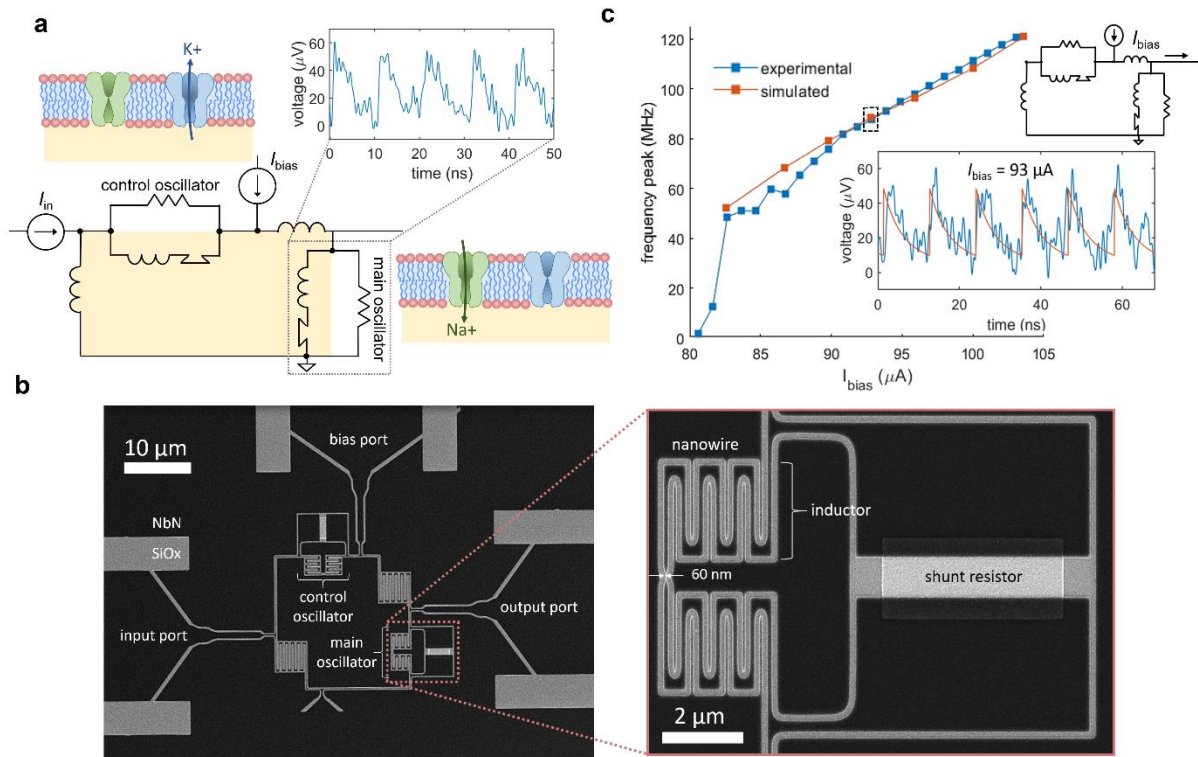 a
K+
voltage (µV)
60
40
20
0
0
10
20
30
40
50
time (ns)
I_bias
control oscillator
I_in
main oscillator
Na+
c
frequency peak (MHz)
120
100
80
60
40
20
0
experimental
simulated
I_bias
I_bias = 93 µA
voltage (µV)
60
40
20
0
0
20
40
60
time (ns)
80
85
90
95
100
105
I_bias (µA)
b
10 µm
bias port
NbN
SiOx
control
oscillator
input port
output port
main
oscillator
nanowire
inductor
60 nm
shunt resistor
2 µm